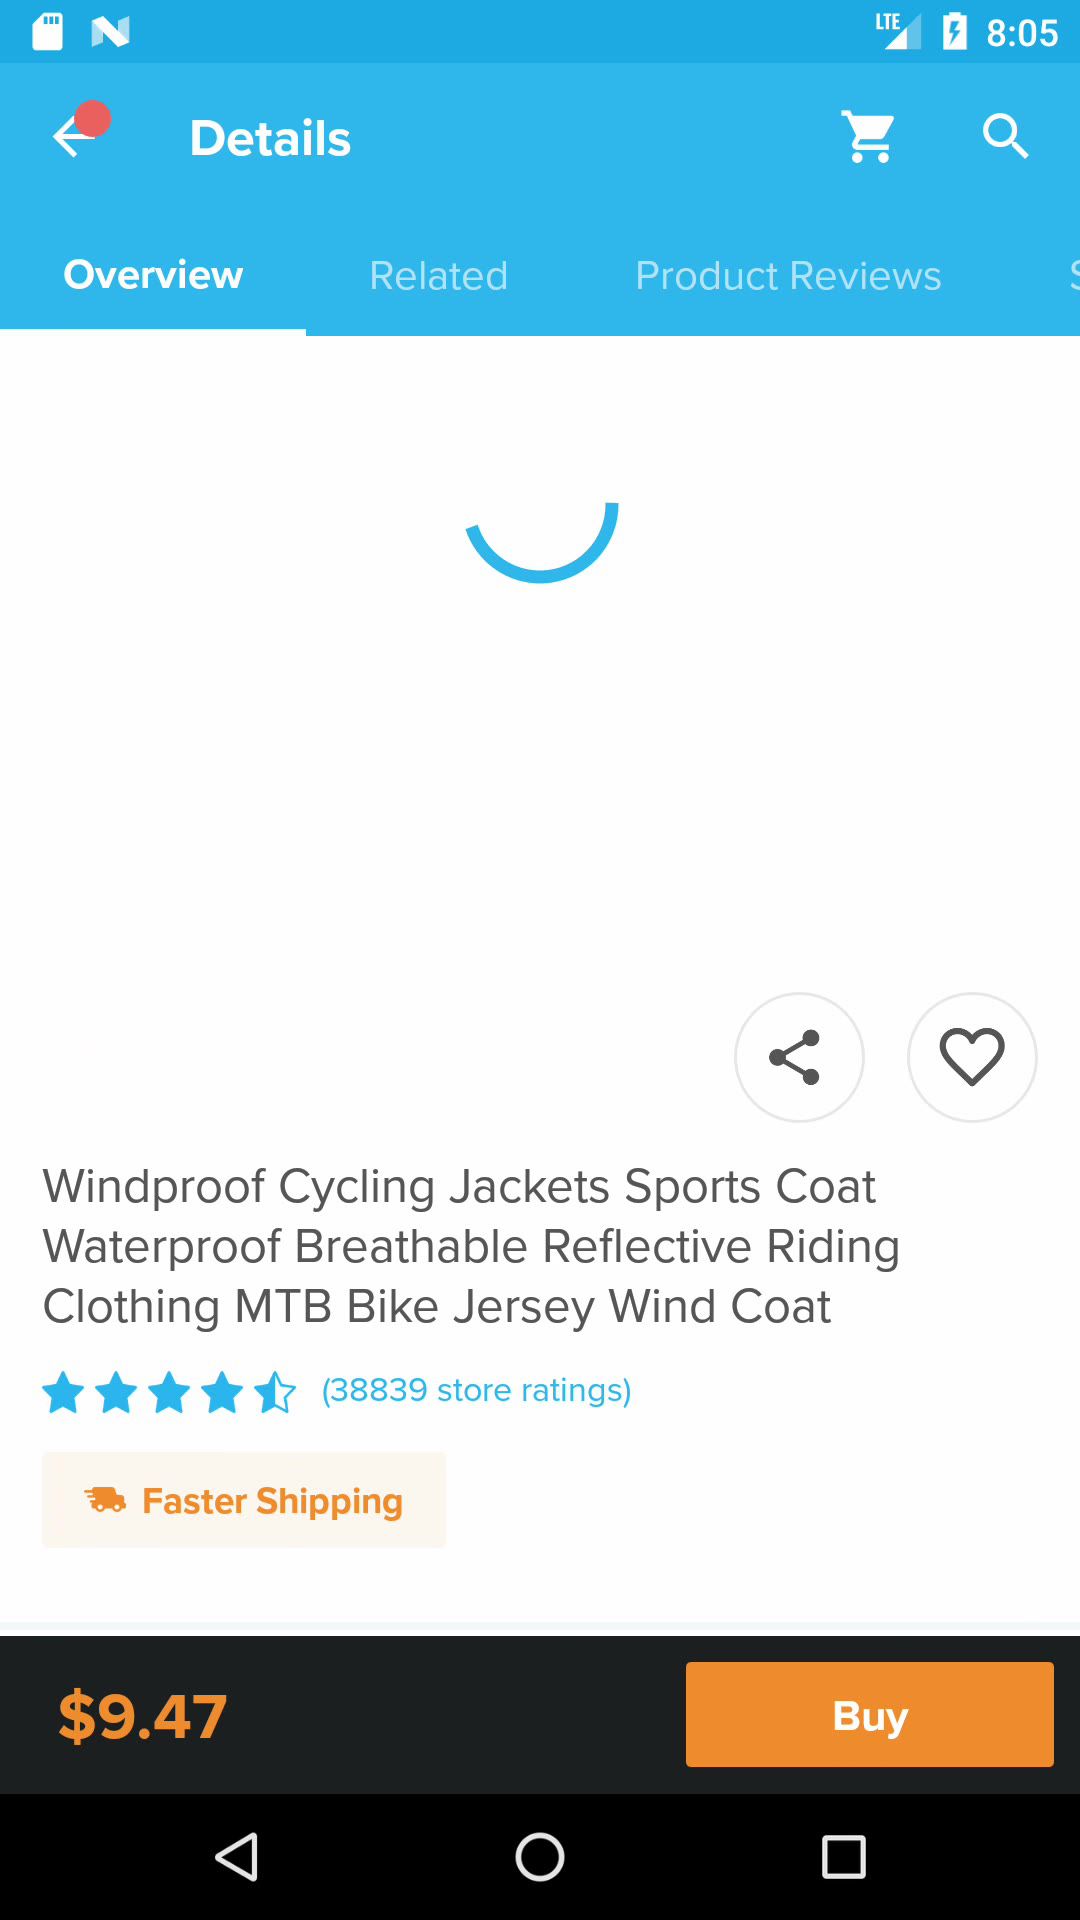 LTE 8:05
Details
Overview Related Product Reviews
Windproof Cycling Jackets Sports Coat
Waterproof Breathable Reflective Riding
Clothing MTB Bike Jersey Wind Coat
(38839 store ratings)
Faster Shipping
$9.47 Buy